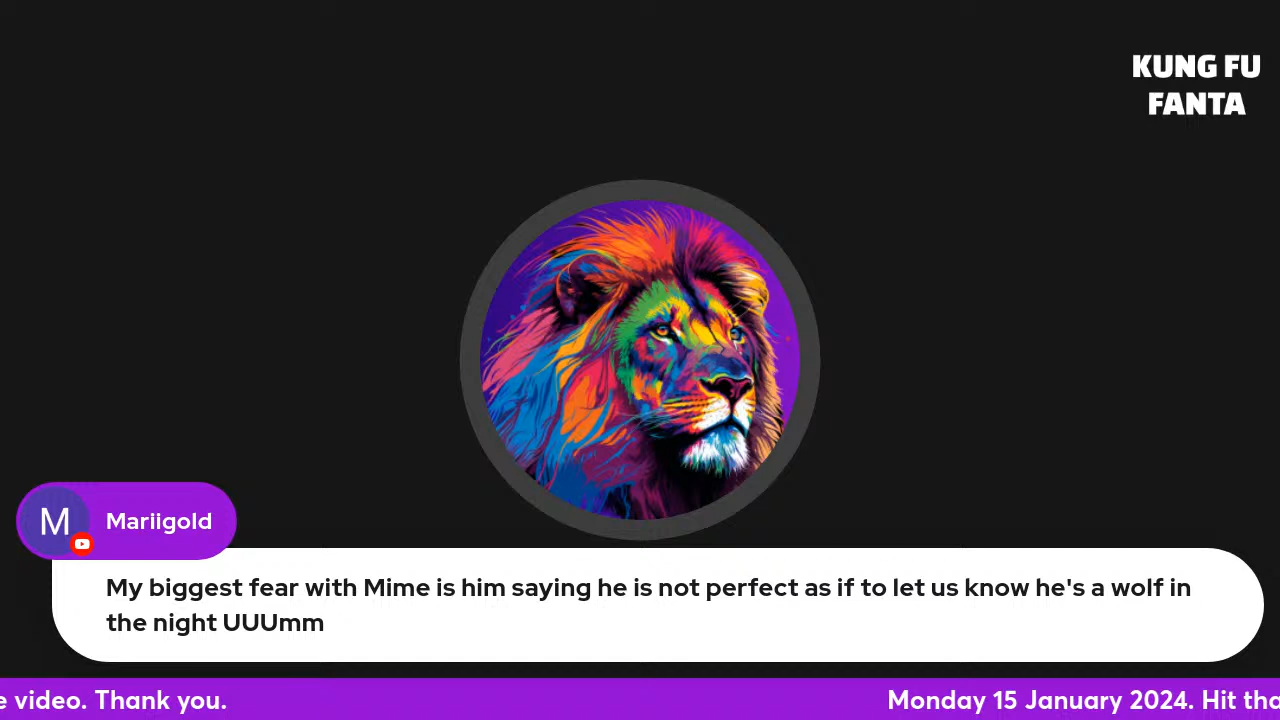 KUNG FU
FANTA
M
Mariigold
My biggest fear with Mime is him saying he is not perfect as if to let us know he's a wolf in
the night UUUmm
video. Thank you.
Monday 15 January 2024. Hit